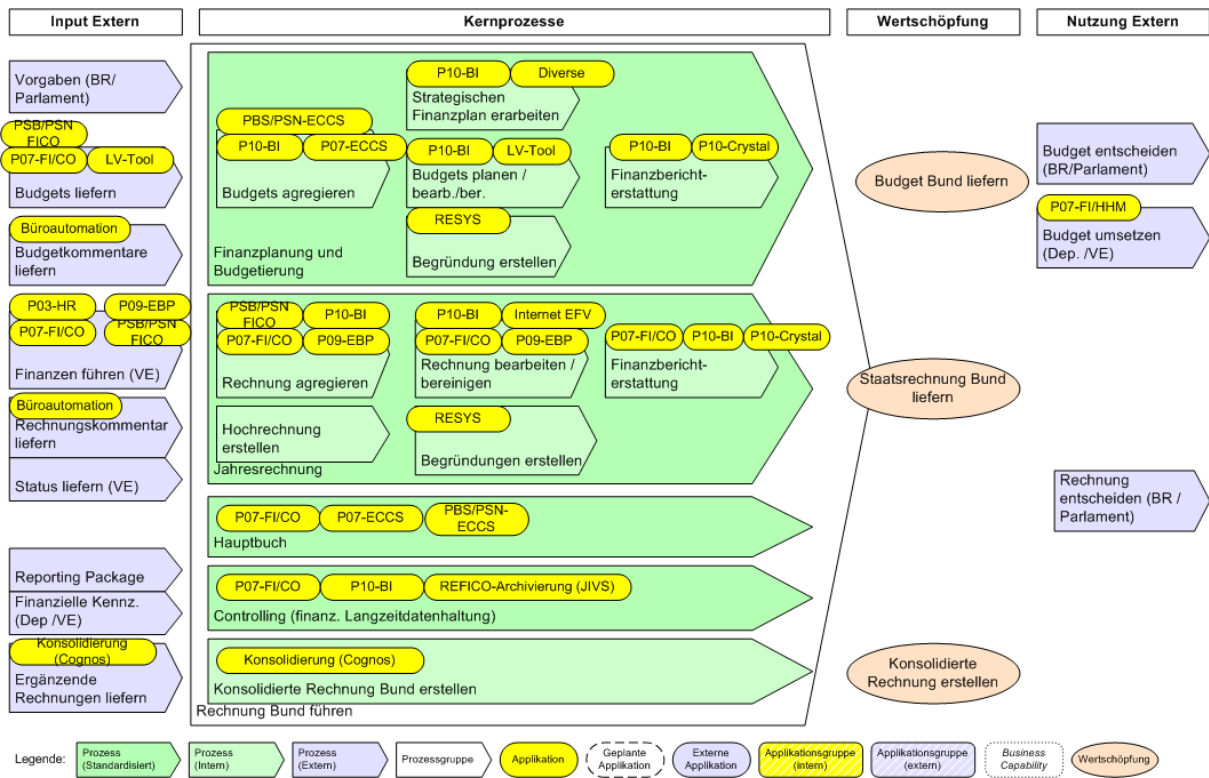 Input Extern
Kernprozesse
Wertschöpfung
Nutzung Extern
Vorgaben (BR/
Parlament)
PSB/PSN
FICO
P07-FI/CO
LV-Tool
Budgets liefern
Büroautomation
Budgetkommentare
liefern
P03-HR
P09-EBP
P07-FI/CO
PSB/PSN
FICO
Finanzen führen (VE)
Büroautomation
Rechnungskommentar
liefern
Status liefern (VE)
Reporting Package
Finanzielle Kennz.
(Dep /VE)
Konsolidierung
(Cognos)
Ergänzende
Rechnungen liefern
P10-BI
Diverse
Strategischen
Finanzplan erarbeiten
PBS/PSN-ECCS
P10-BI
P07-ECCS
Budgets agregieren
P10-BI
LV-Tool
Budgets planen /
bearb./ber.
P10-BI
P10-Crystal
Finanzbericht-
erstattung
RESYS
Begründung erstellen
Finanzplanung und
Budgetierung
PSB/PSN
FICO
P10-BI
P07-FI/CO
P09-EBP
Rechnung agregieren
P10-BI
Internet EFV
P07-FI/CO
P09-EBP
Rechnung bearbeiten /
bereinigen
P07-FI/CO
P10-BI
P10-Crystal
Finanzbericht-
erstattung
Hochrechnung
erstellen
RESYS
Begründungen erstellen
Jahresrechnung
P07-FI/CO
P07-ECCS
PBS/PSN-
ECCS
Hauptbuch
P07-FI/CO
P10-BI
REFICO-Archivierung (JIVS)
Controlling (finanz. Langzeitdatenhaltung)
Konsolidierung (Cognos)
Konsolidierte Rechnung Bund erstellen
Rechnung Bund führen
Budget Bund liefern
Staatsrechnung Bund
liefern
Konsolidierte
Rechnung erstellen
Budget entscheiden
(BR/Parlament)
P07-FI/HHM
Budget umsetzen
(Dep. /VE)
Rechnung
entscheiden (BR /
Parlament)
Legende:
Prozess
(Standardisiert)
Prozess
(Intern)
Prozess
(Extern)
Prozessgruppe
Applikation
Geplante
Applikation
Externe
Applikation
Applikationsgruppe
(intern)
Applikationsgruppe
(extern)
Business
Capability
Wertschöpfung